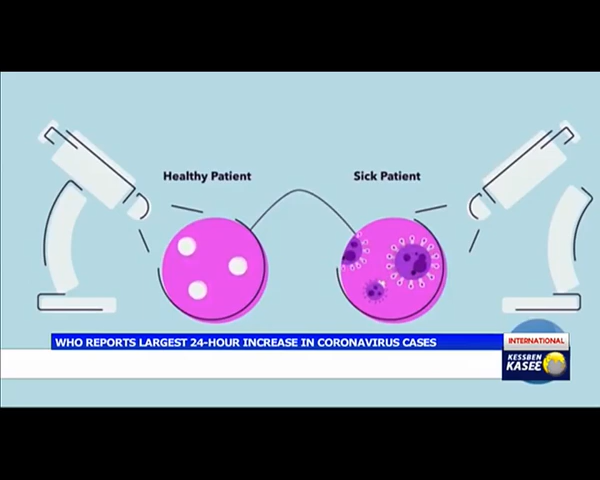 Healthy Patient
Sick Patient
WHO REPORTS LARGEST 24-HOUR INCREASE IN CORONAVIRUS CASES
INTERNATIONAL
KESSBEN
KASEE